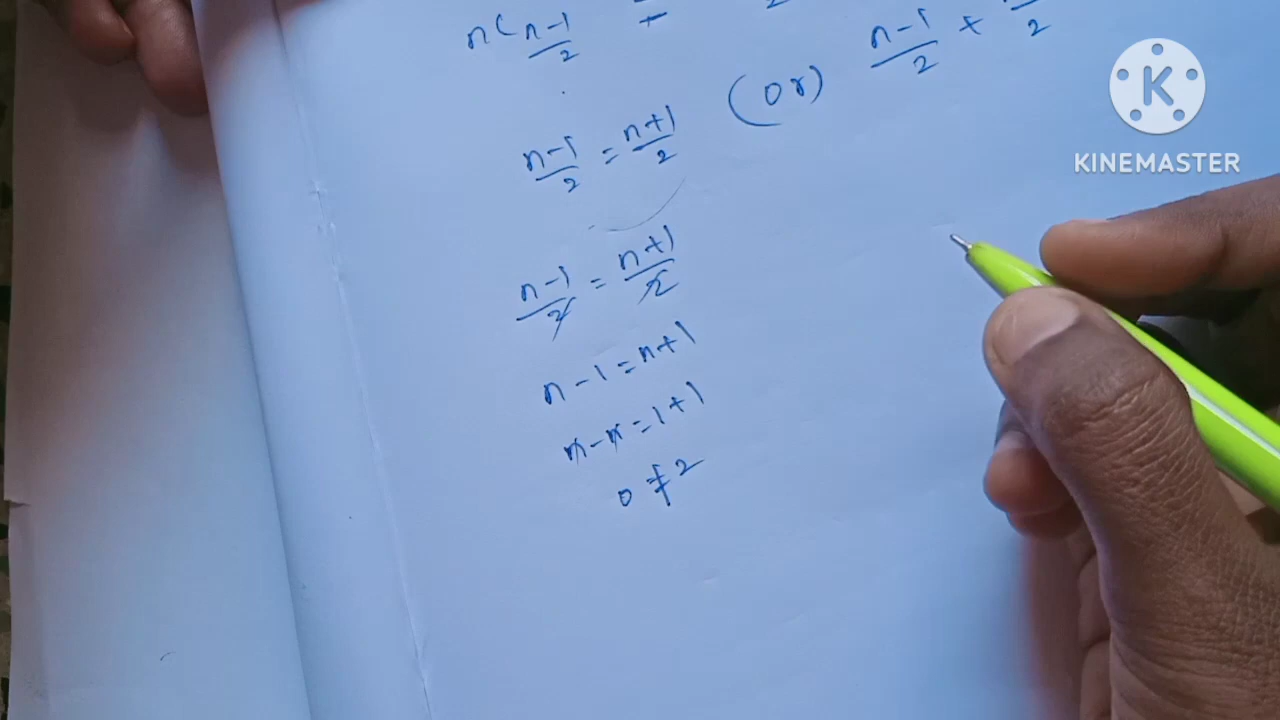 nC n-1/2
n-1/2 +
2
(or)
n-1/2 = n+1/2
n-1/2 = n+1/2
n-1 = n+1
n-n = 1+1
0 ≠ 2
K
KINEMASTER